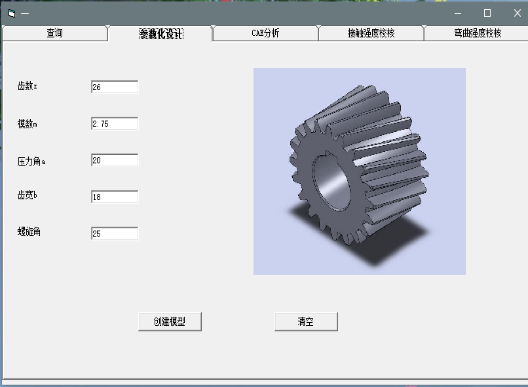 查询 参数化设计 CAE分析 接触强度校核 弯曲强度校核
齿数z 26
模数m 2.75
压力角a 20
齿宽b 18
螺旋角 25
创建模型 清空